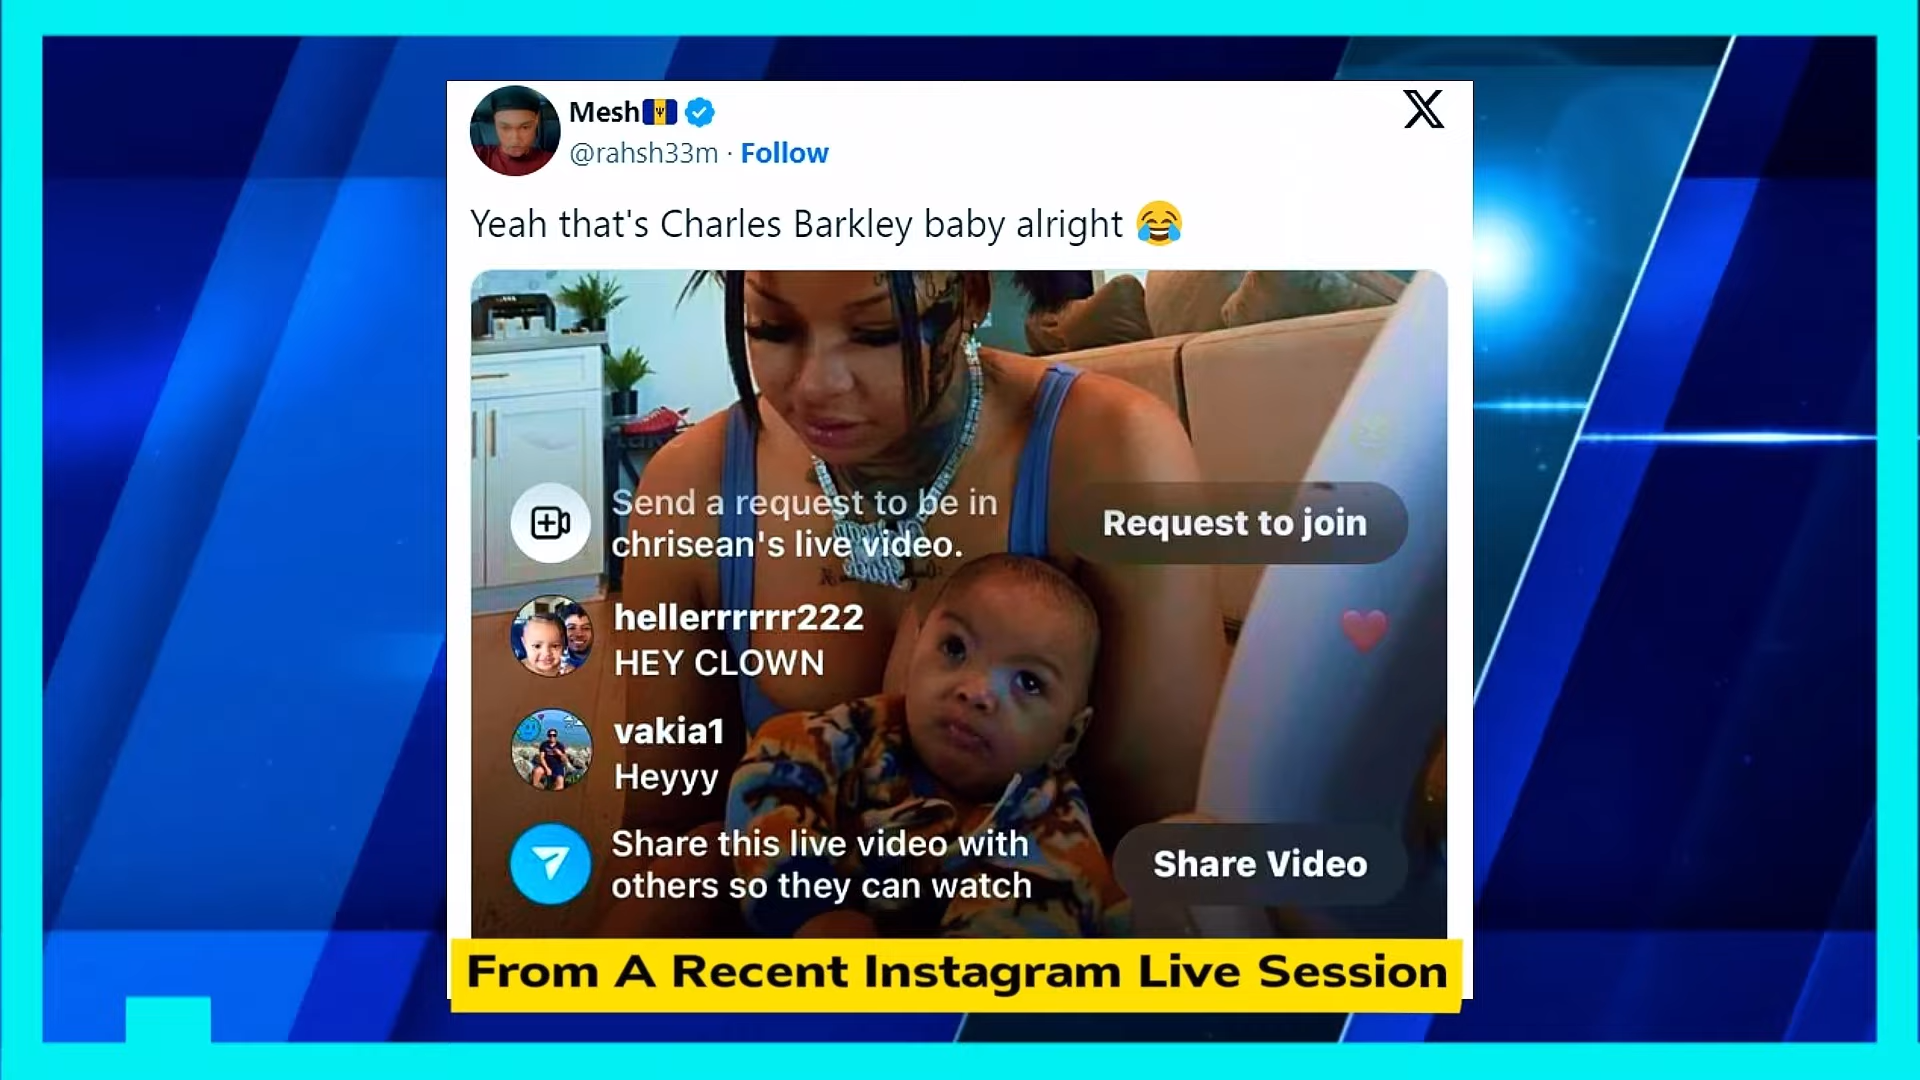 Mesh
@rahsh33m · Follow
Yeah that's Charles Barkley baby alright 😂
Send a request to be in
chrisean's live video.
Request to join
hellerrrrrr222
HEY CLOWN
vakia1
Heyyy
Share this live video with
others so they can watch
Share Video
From A Recent Instagram Live Session